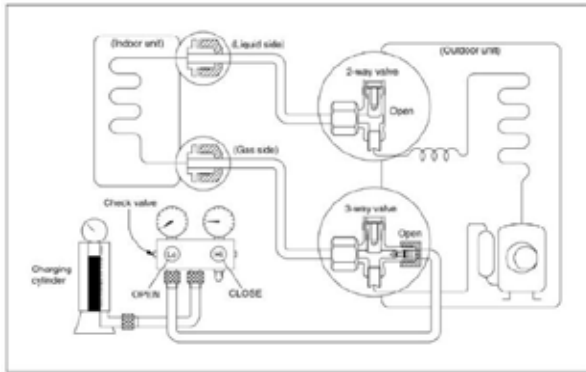 (Indoor unit)
(Liquid side)
(Outdoor unit)
2-way valve
Open
(Gas side)
Check valve
3-way valve
Open
Lo
Hi
Charging
cylinder
OPEN
CLOSE